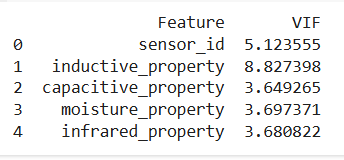 Feature VIF
0 sensor_id 5.123555
1 inductive_property 8.827398
2 capacitive_property 3.649265
3 moisture_property 3.697371
4 infrared_property 3.680822